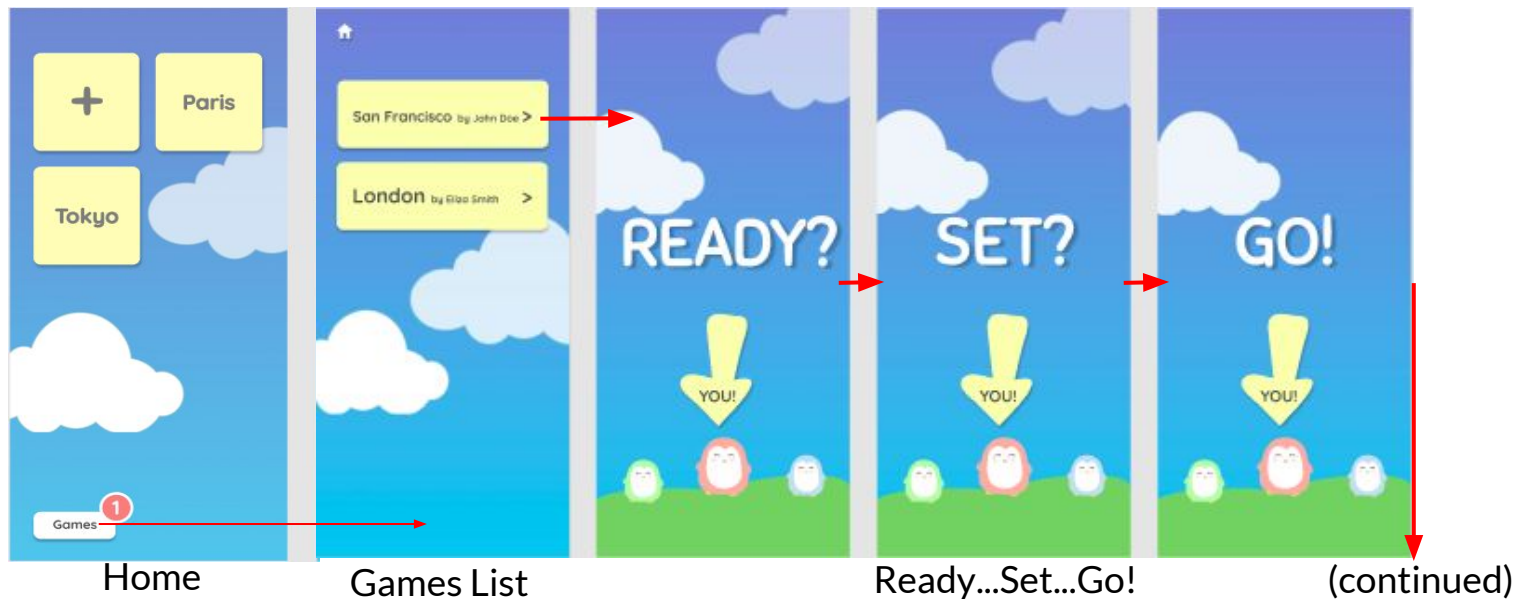 +
Paris
Tokyo
Games
1
Home
San Francisco by John Doe >
London by Eliza Smith >
Games List
READY?
YOU!
SET?
YOU!
GO!
YOU!
Ready...Set...Go!
(continued)